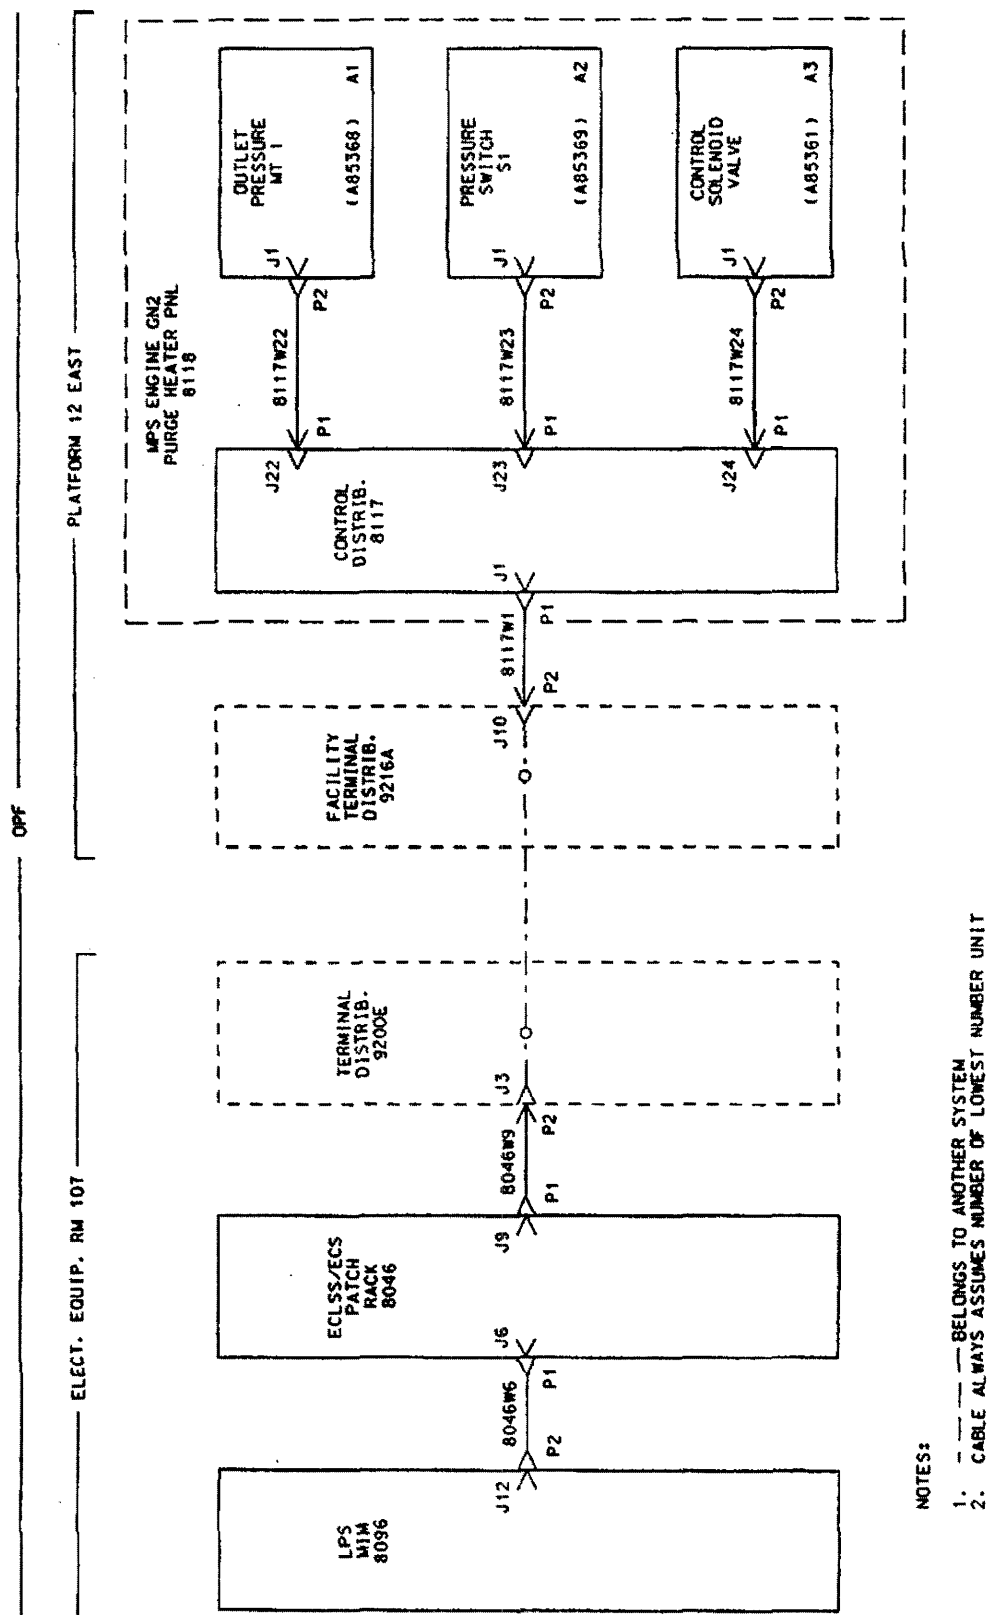 OPF
ELECT. EQUIP. RM 107
PLATFORM 12 EAST
MPS ENGINE GN2
PURGE HEATER PNL
8118
LPS
MIM
8096
J12
8046W6
P2
P1
ECLSS/ECS
PATCH
RACK
8046
J6
J9
8046W9
P1
P2
TERMINAL
DISTRIB.
9200E
J3
FACILITY
TERMINAL
DISTRIB.
9216A
J10
8117W1
P2
P1
CONTROL
DISTRIB.
8117
J1
J22
J23
J24
8117W22
P1
P2
8117W23
P1
P2
8117W24
P1
P2
OUTLET
PRESSURE
MT 1
(A85368) A1
J1
PRESSURE
SWITCH
S1
(A85369) A2
J1
CONTROL
SOLENOID
VALVE
(A85361) A3
J1
NOTES:
1. — — — — BELONGS TO ANOTHER SYSTEM
2. CABLE ALWAYS ASSUMES NUMBER OF LOWEST NUMBER UNIT